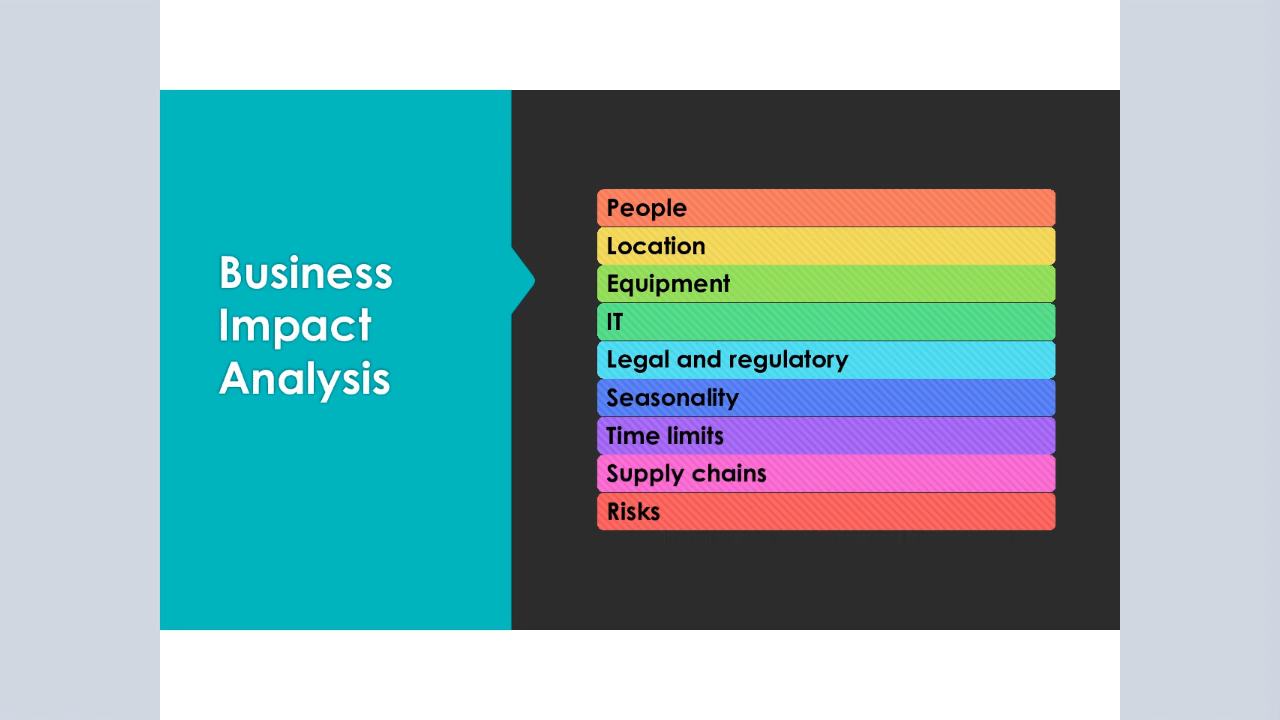 Business
Impact
Analysis
People
Location
Equipment
IT
Legal and regulatory
Seasonality
Time limits
Supply chains
Risks